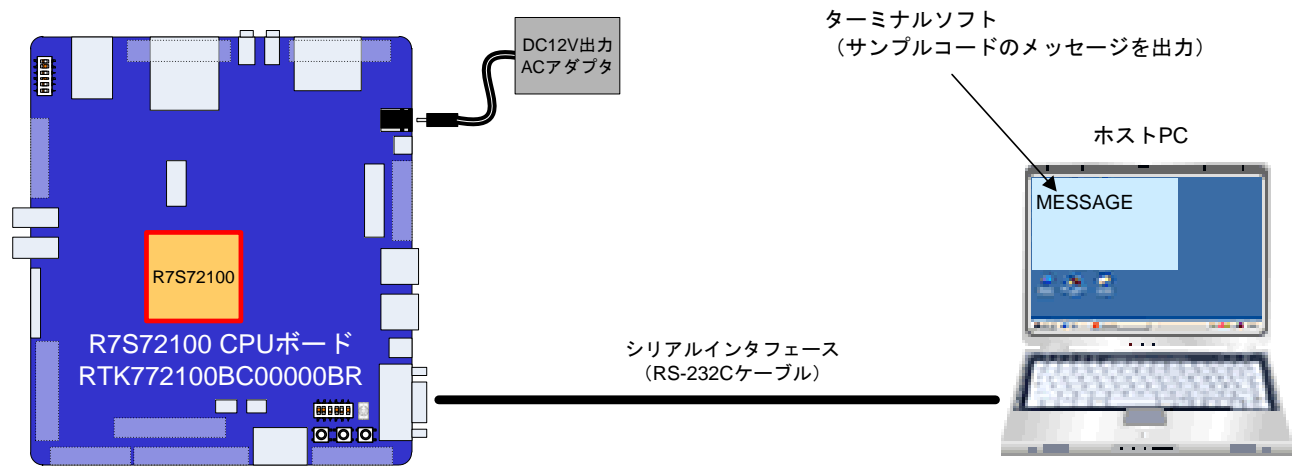 DC12V出力
ACアダプタ
ターミナルソフト
（サンプルコードのメッセージを出力）
ホストPC
MESSAGE
R7S72100
R7S72100 CPUボード
RTK772100BC00000BR
シリアルインタフェース
（RS-232Cケーブル）